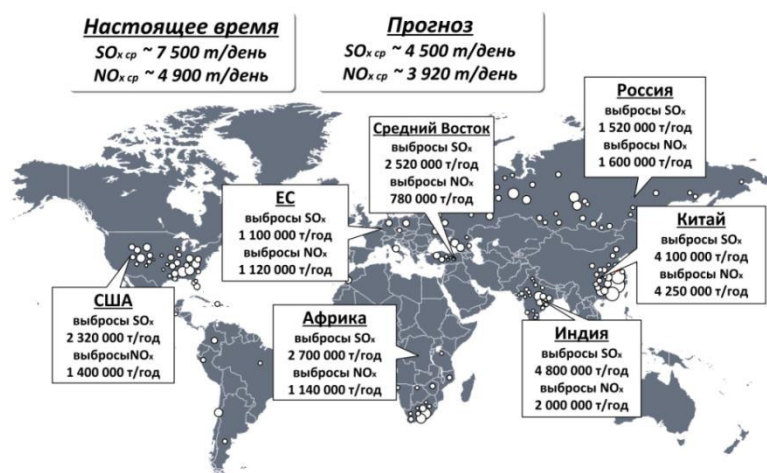 Настоящее время
SOₓ ср ~ 7 500 т/день
NOₓ ср ~ 4 900 т/день
Прогноз
SOₓ ср ~ 4 500 т/день
NOₓ ср ~ 3 920 т/день
Россия
выбросы SOₓ
1 520 000 т/год
выбросы NOₓ
1 600 000 т/год
Средний Восток
выбросы SOₓ
2 520 000 т/год
выбросы NOₓ
780 000 т/год
ЕС
выбросы SOₓ
1 100 000 т/год
выбросы NOₓ
1 120 000 т/год
Китай
выбросы SOₓ
4 100 000 т/год
выбросы NOₓ
4 250 000 т/год
США
выбросы SOₓ
2 320 000 т/год
выбросыNOₓ
1 400 000 т/год
Африка
выбросы SOₓ
2 700 000 т/год
выбросы NOₓ
1 140 000 т/год
Индия
выбросы SOₓ
4 800 000 т/год
выбросы NOₓ
2 000 000 т/год